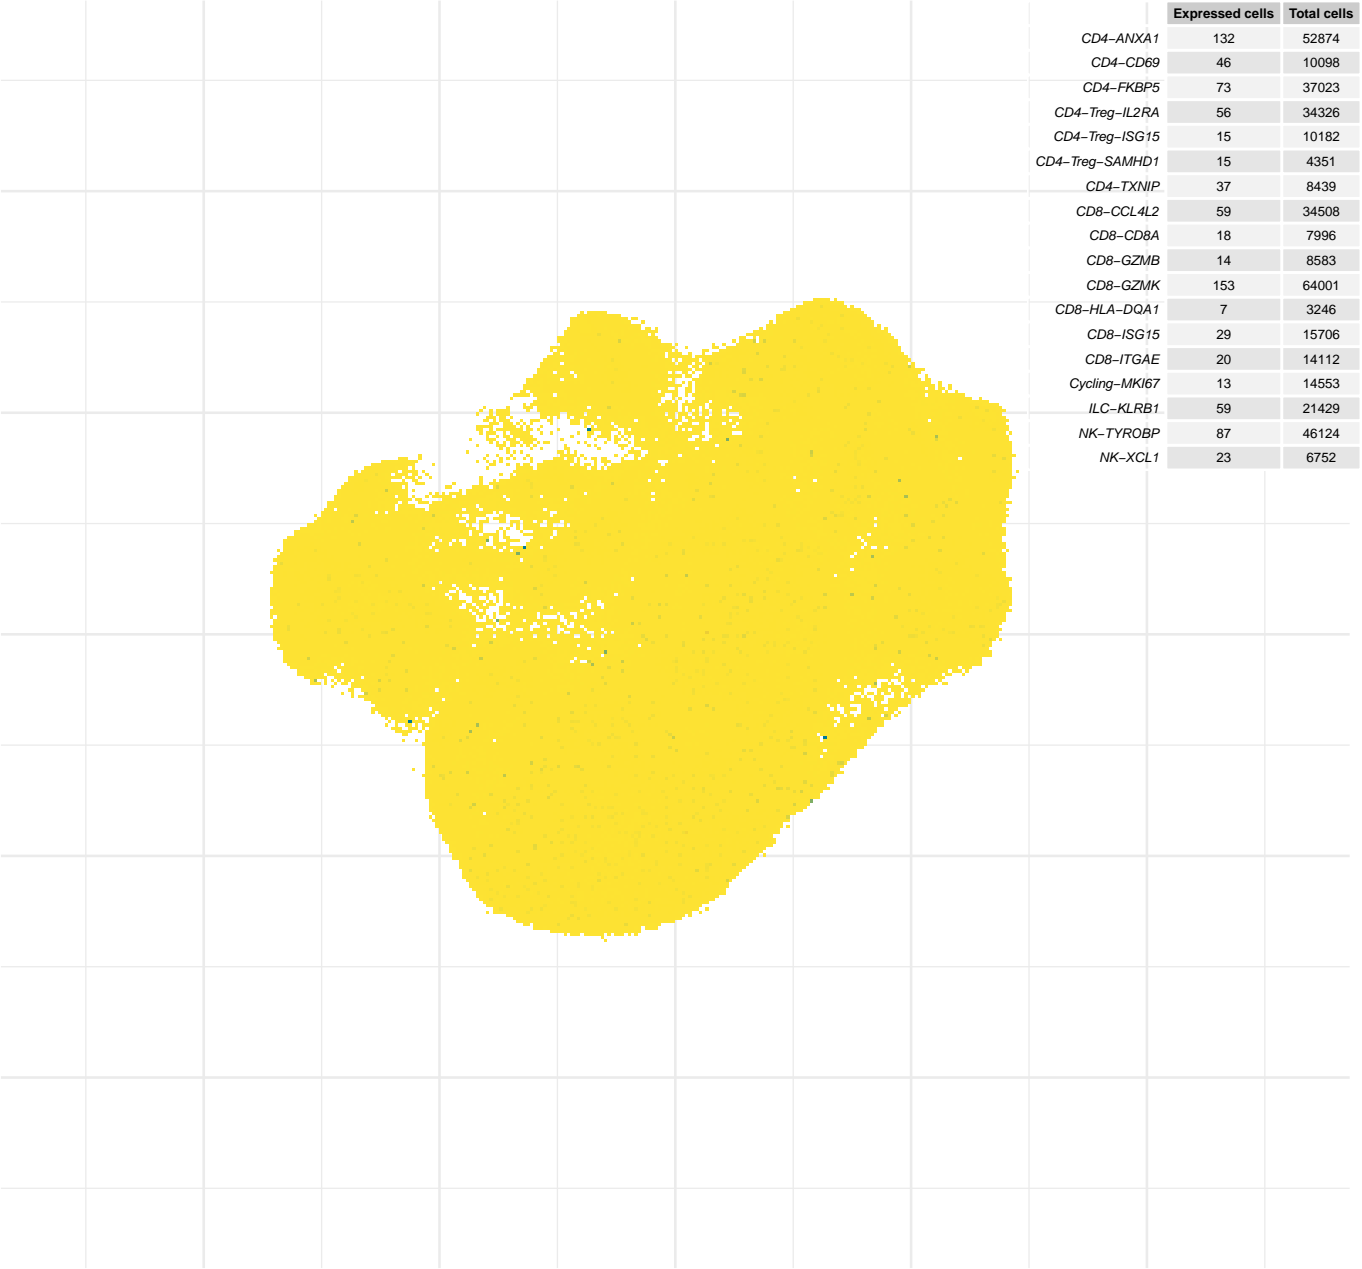 Expressed cells Total cells
CD4−ANXA1 132 52874
CD4−CD69 46 10098
CD4−FKBP5 73 37023
CD4−Treg−IL2RA 56 34326
CD4−Treg−ISG15 15 10182
CD4−Treg−SAMHD1 15 4351
CD4−TXNIP 37 8439
CD8−CCL4L2 59 34508
CD8−CD8A 18 7996
CD8−GZMB 14 8583
CD8−GZMK 153 64001
CD8−HLA−DQA1 7 3246
CD8−ISG15 29 15706
CD8−ITGAE 20 14112
Cycling−MKI67 13 14553
ILC−KLRB1 59 21429
NK−TYROBP 87 46124
NK−XCL1 23 6752